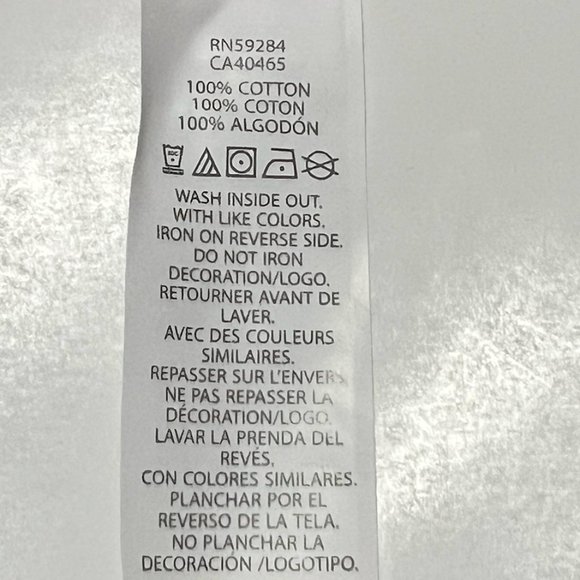 RN59284
CA40465
100% COTTON
100% COTON
100% ALGODÓN
WASH INSIDE OUT.
WITH LIKE COLORS.
IRON ON REVERSE SIDE.
DO NOT IRON
DECORATION/LOGO.
RETOURNER AVANT DE
LAVER.
AVEC DES COULEURS
SIMILAIRES.
REPASSER SUR L'ENVERS
NE PAS REPASSER LA
DÉCORATION/LOGO.
LAVAR LA PRENDA DEL
REVÉS,
CON COLORES SIMILARES.
PLANCHAR POR EL
REVERSO DE LA TELA.
NO PLANCHAR LA
DECORACIÓN /LOGOTIPO.